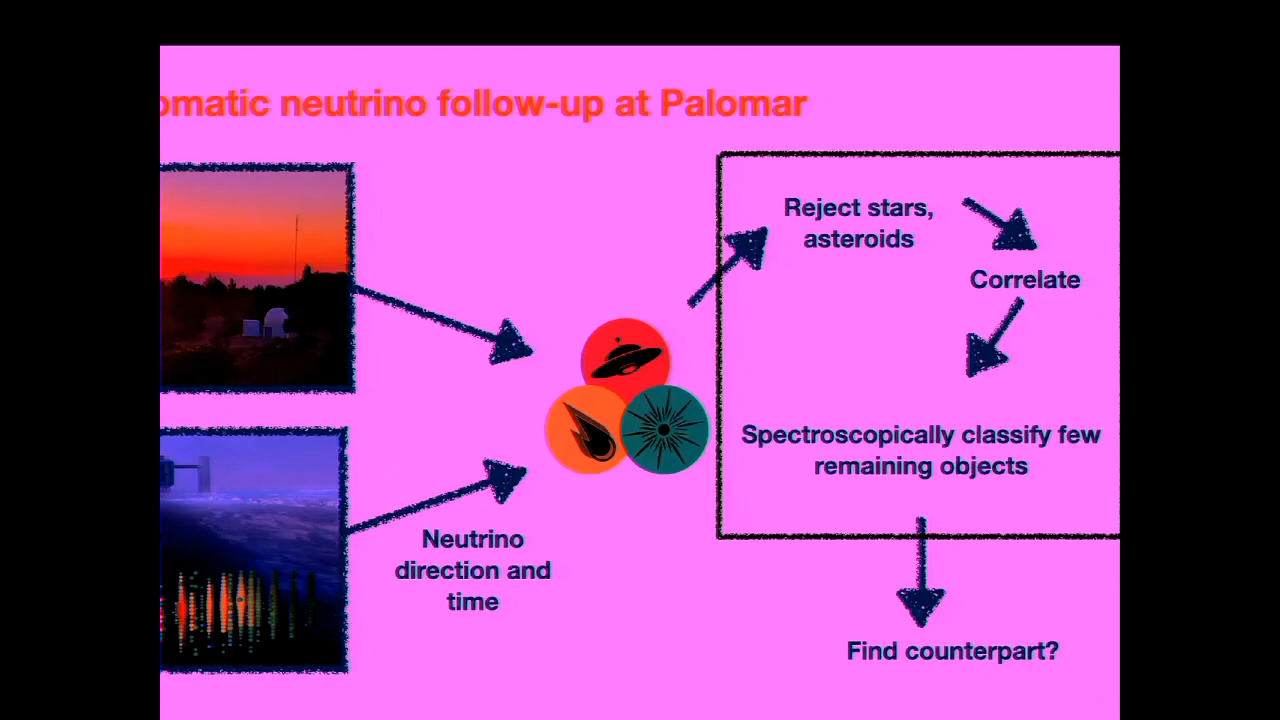 omatic neutrino follow-up at Palomar
Reject stars,
asteroids
Correlate
Spectroscopically classify few
remaining objects
Neutrino
direction and
time
Find counterpart?